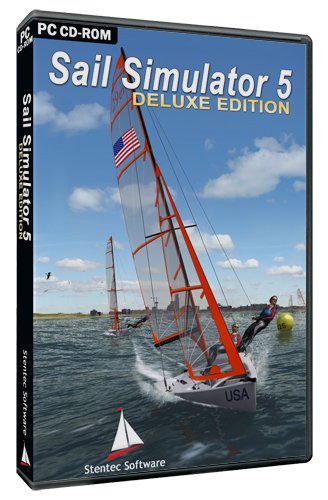 PC CD-ROM
Sail Simulator 5
DELUXE EDITION
USA
Stentec Software
PC
CD-ROM
Sail Simulator 5
DELUXE EDITION
Stentec Software